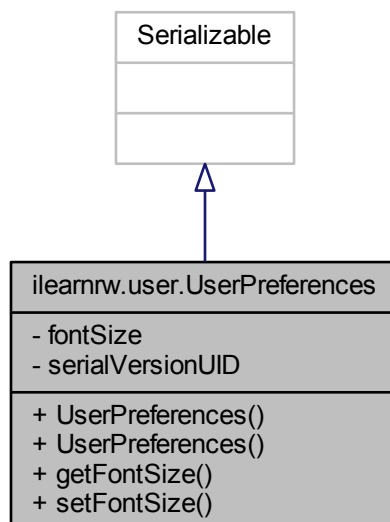 Serializable
ilearnrw.user.UserPreferences
- fontSize
- serialVersionUID
+ UserPreferences()
+ UserPreferences()
+ getFontSize()
+ setFontSize()